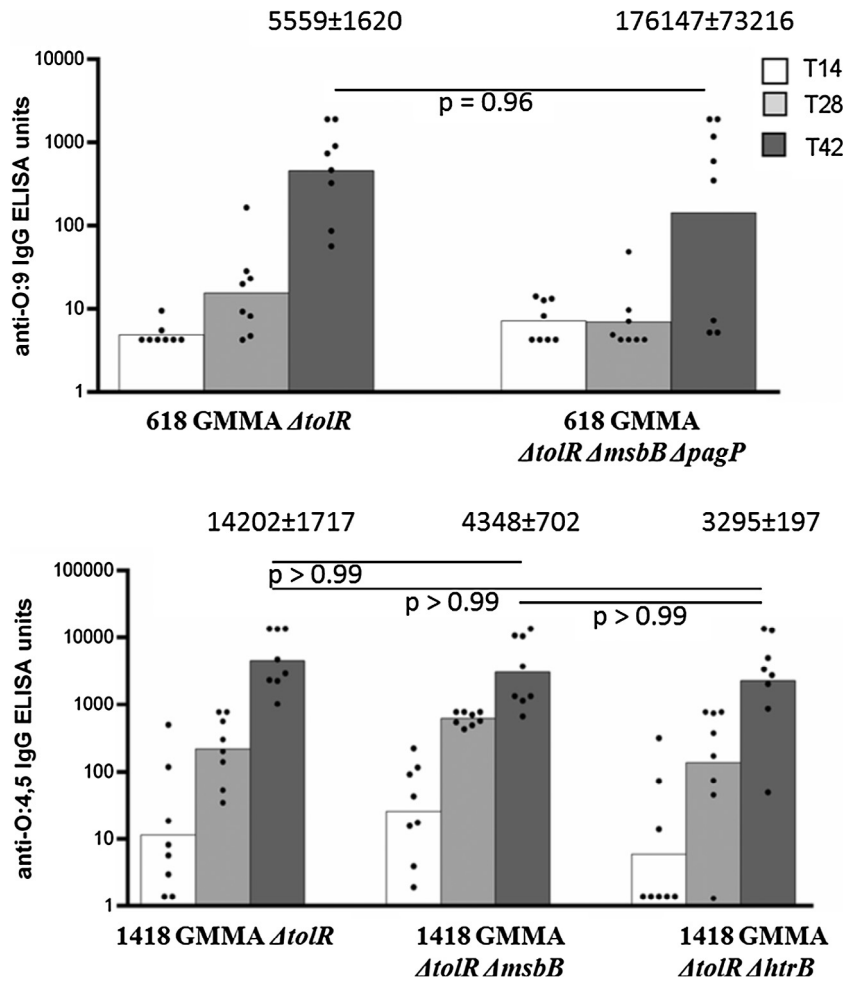 5559±1620 176147±73216
10000
1000
100
10
1
anti-O:9 IgG ELISA units
p = 0.96
T14
T28
T42
618 GMMA ΔtolR
618 GMMA
ΔtolR ΔmsbB ΔpagP
14202±1717 4348±702 3295±197
100000
10000
1000
100
10
1
anti-O:4,5 IgG ELISA units
p > 0.99
p > 0.99
p > 0.99
1418 GMMA ΔtolR
1418 GMMA
ΔtolR ΔmsbB
1418 GMMA
ΔtolR ΔhtrB